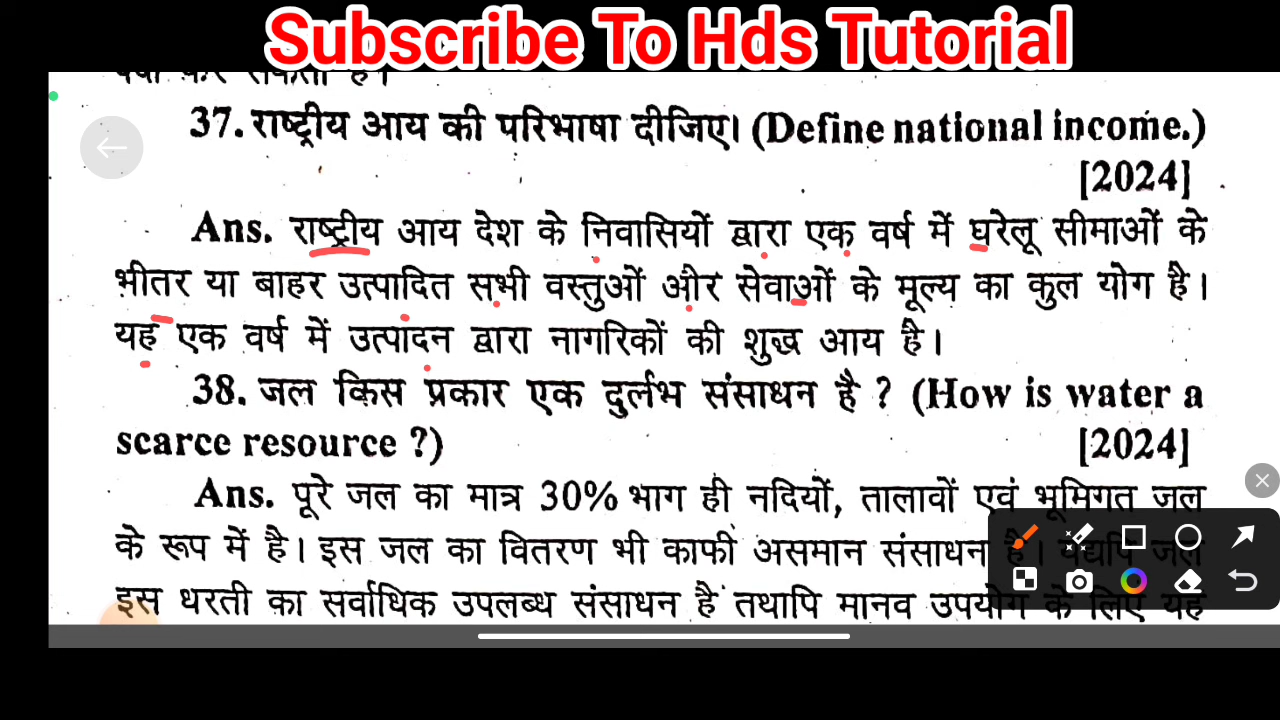 Subscribe To Hds Tutorial
37. राष्ट्रीय आय की परिभाषा दीजिए। (Define national income.)
[2024]
Ans. राष्ट्रीय आय देश के निवासियों द्वारा एक वर्ष में घरेलू सीमाओं के
भीतर या बाहर उत्पादित सभी वस्तुओं और सेवाओं के मूल्य का कुल योग है।
यह एक वर्ष में उत्पादन द्वारा नागरिकों की शुद्ध आय है।
38. जल किस प्रकार एक दुर्लभ संसाधन है ? (How is water a
scarce resource ?) [2024]
Ans. पूरे जल का मात्र 30% भाग ही नदियों, तालावों एवं भूमिगत जल
के रूप में है। इस जल का वितरण भी काफी असमान संसाधन है। यद्यपि जल
इस धरती का सर्वाधिक उपलब्ध संसाधन है तथापि मानव उपयोग के लिए यह